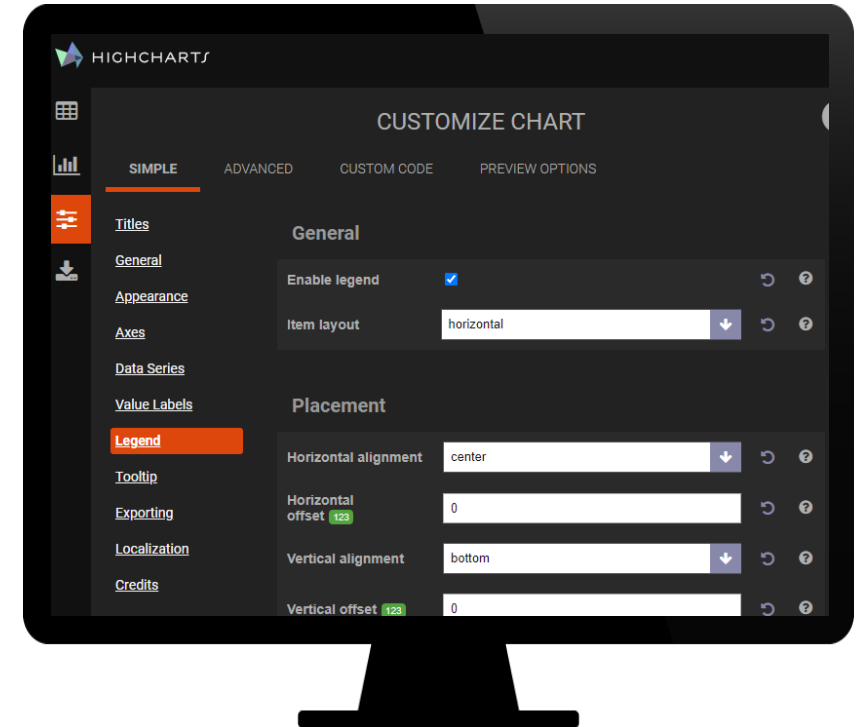 HIGHCHARTS
CUSTOMIZE CHART
SIMPLE ADVANCED CUSTOM CODE PREVIEW OPTIONS
Titles
General
Appearance
Axes
Data Series
Value Labels
Legend
Tooltip
Exporting
Localization
Credits
General
Enable legend
Item layout horizontal
Placement
Horizontal alignment center
Horizontal
offset 123 0
Vertical alignment bottom
Vertical offset 123 0